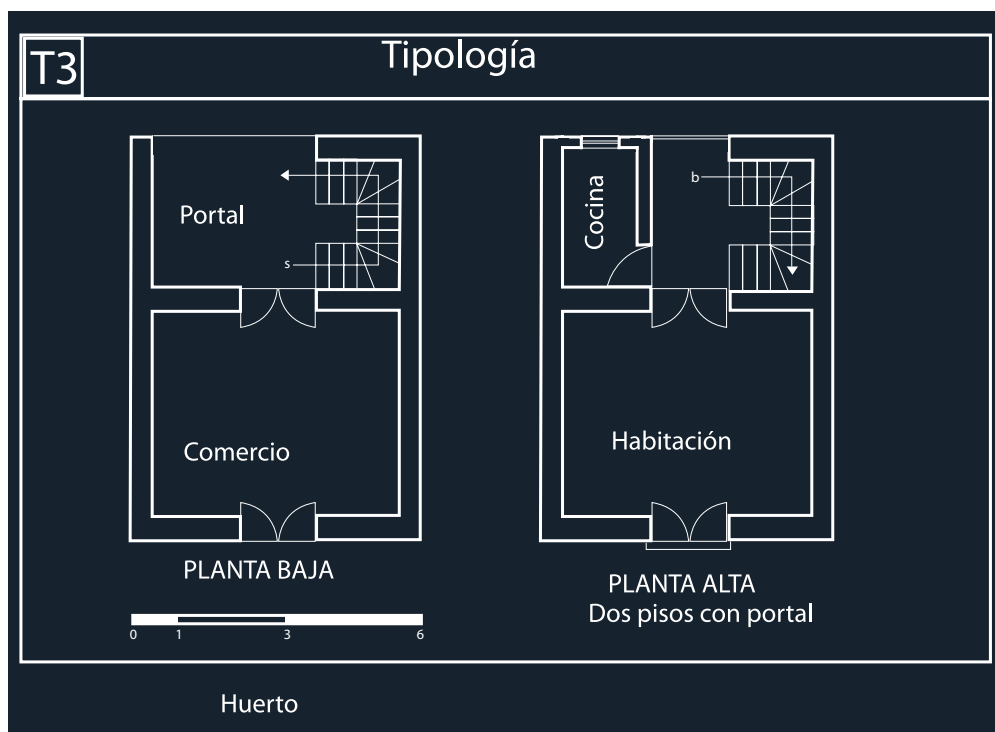 T3
Tipología
Portal
s
Comercio
PLANTA BAJA
0 1 3 6
Cocina
b
Habitación
PLANTA ALTA
Dos pisos con portal
Huerto